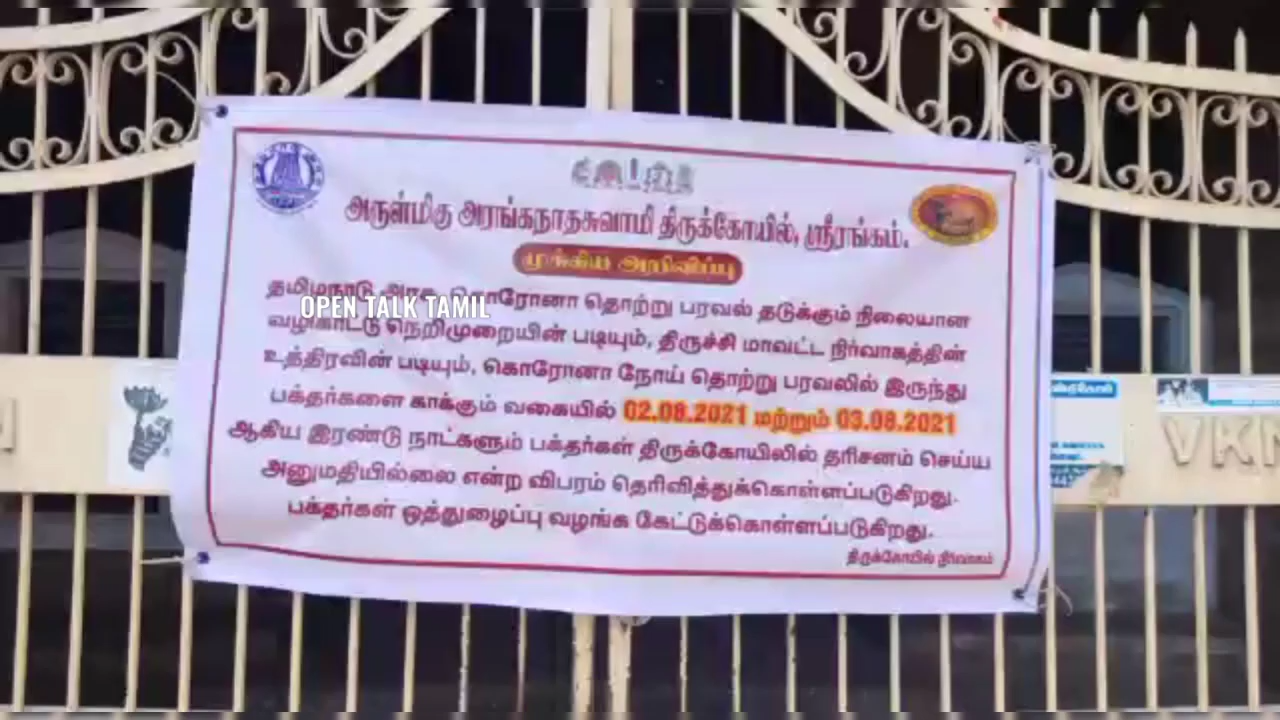 அருள்மிகு அரங்கநாதசுவாமி திருக்கோயில், ஸ்ரீரங்கம்.
முக்கிய அறிவிப்பு
தமிழ்நாடு அரசு கொரோனா தொற்று பரவல் தடுக்கும் நிலையான
OPEN TALK TAMIL
வழிகாட்டு நெறிமுறையின் படியும், திருச்சி மாவட்ட நிர்வாகத்தின்
உத்திரவின் படியும், கொரோனா நோய் தொற்று பரவலில் இருந்து
பக்தர்களை காக்கும் வகையில் 02.08.2021 மற்றும் 03.08.2021
ஆகிய இரண்டு நாட்களும் பக்தர்கள் திருக்கோயிலில் தரிசனம் செய்ய
அனுமதியில்லை என்ற விபரம் தெரிவித்துக்கொள்ளப்படுகிறது.
பக்தர்கள் ஒத்துழைப்பு வழங்க கேட்டுக்கொள்ளப்படுகிறது.
திருக்கோயில் நிர்வாகம்
VKN